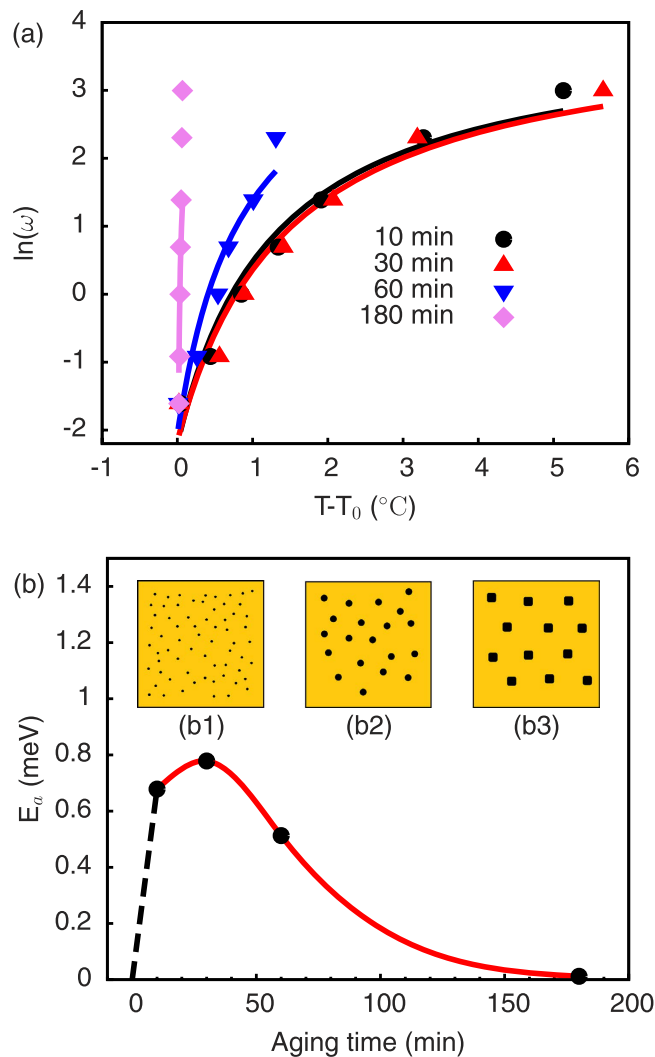 (a)
4
3
2
1
0
-1
-2
ln(ω)
10 min
30 min
60 min
180 min
-1 0 1 2 3 4 5 6
T-T₀ (°C)
(b)
1.4
1.2
1
0.8
0.6
0.4
0.2
0
Eₐ (meV)
(b1) (b2) (b3)
0 50 100 150 200
Aging time (min)